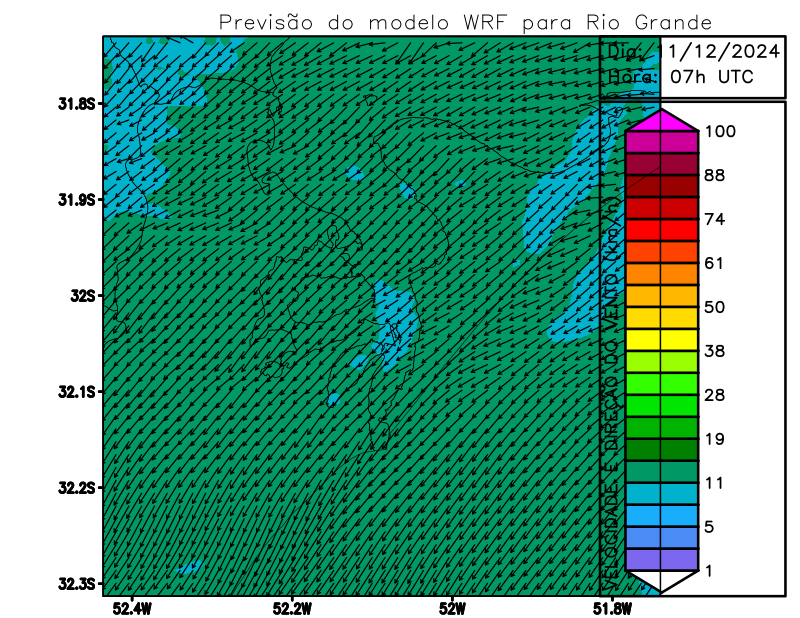 Previsão do modelo WRF para Rio Grande
Dia: 11/12/2024
Hora: 07h UTC
31.8S
31.9S
32S
32.1S
32.2S
32.3S
52.4W
52.2W
52W
51.8W
VELOCIDADE E DIREÇÃO DO VENTO (km/h)
100
88
74
61
50
38
28
19
11
5
1